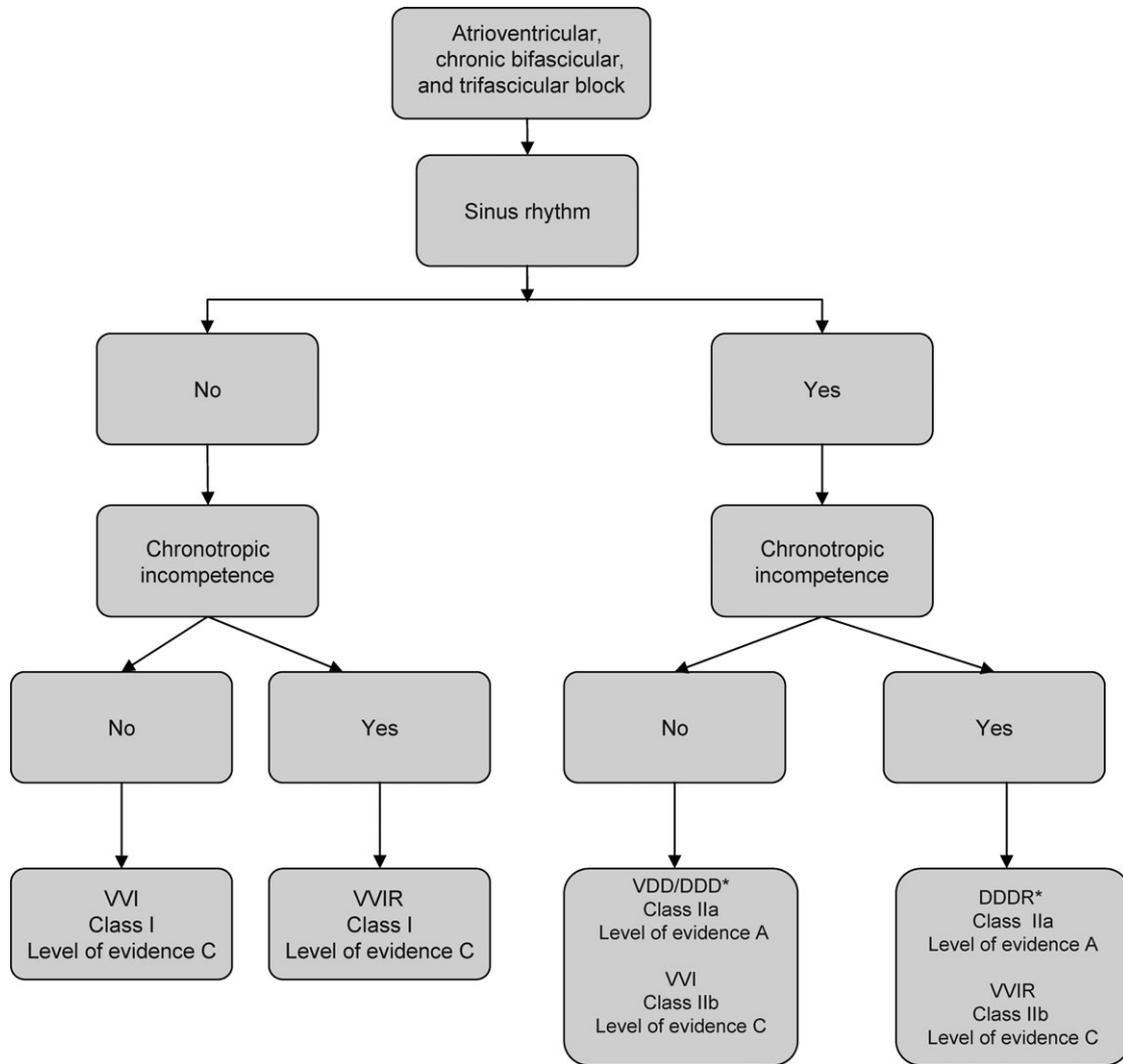 Atrioventricular,
chronic bifascicular,
and trifascicular block
Sinus rhythm
No
Yes
Chronotropic
incompetence
Chronotropic
incompetence
No
Yes
No
Yes
VVI
Class I
Level of evidence C
VVIR
Class I
Level of evidence C
VDD/DDD*
Class IIa
Level of evidence A
VVI
Class IIb
Level of evidence C
DDDR*
Class IIa
Level of evidence A
VVIR
Class IIb
Level of evidence C